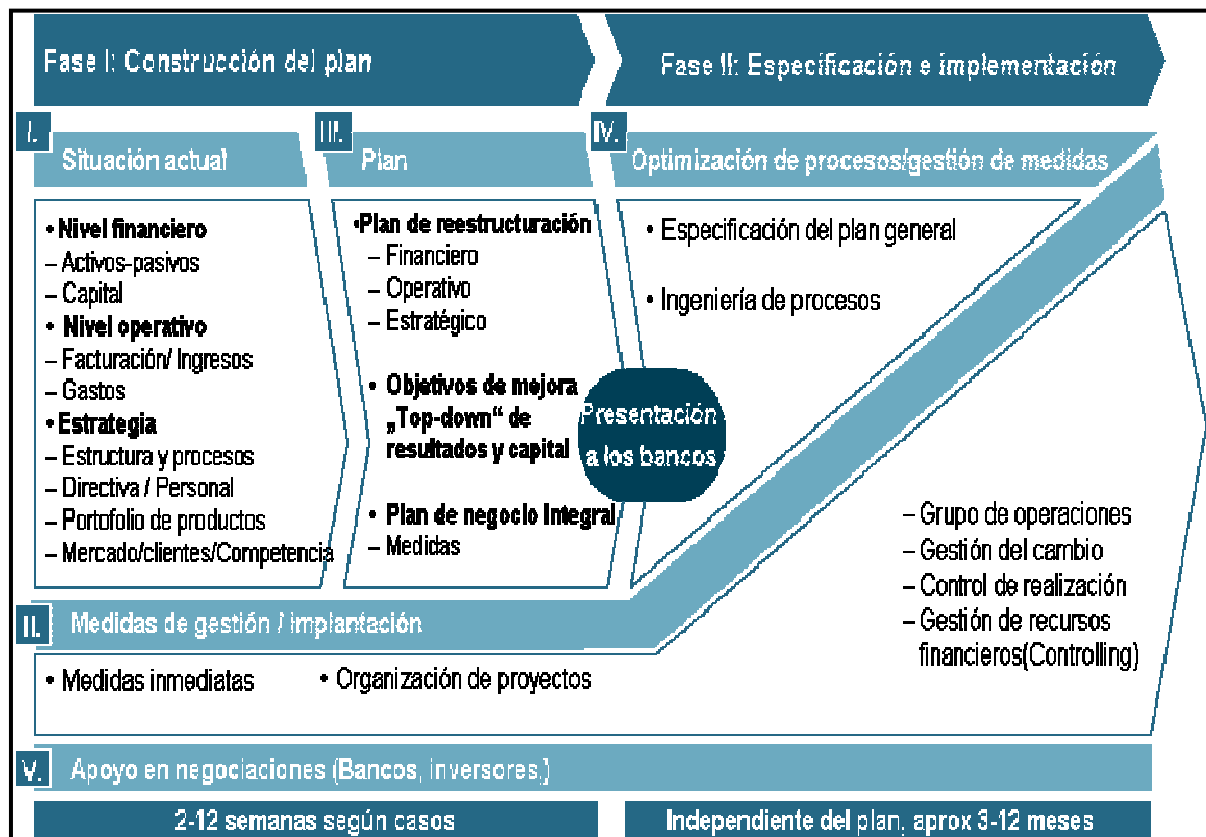 Fase I: Construcción del plan
Fase II: Especificación e implementación
I.
Situación actual
III.
Plan
IV.
Optimización de procesos/gestión de medidas
• Nivel financiero
– Activos-pasivos
– Capital
• Nivel operativo
– Facturación/ Ingresos
– Gastos
• Estrategia
– Estructura y procesos
– Directiva / Personal
– Portofolio de productos
– Mercado/clientes/Competencia
•Plan de reestructuración
– Financiero
– Operativo
– Estratégico
• Objetivos de mejora
„Top-down“ de
resultados y capital
• Plan de negocio Integral
– Medidas
Presentación
a los bancos
• Especificación del plan general
• Ingeniería de procesos
– Grupo de operaciones
– Gestión del cambio
– Control de realización
– Gestión de recursos
financieros(Controlling)
II.
Medidas de gestión / implantación
• Medidas inmediatas
• Organización de proyectos
V.
Apoyo en negociaciones (Bancos, inversores,)
2-12 semanas según casos
Independiente del plan, aprox 3-12 meses